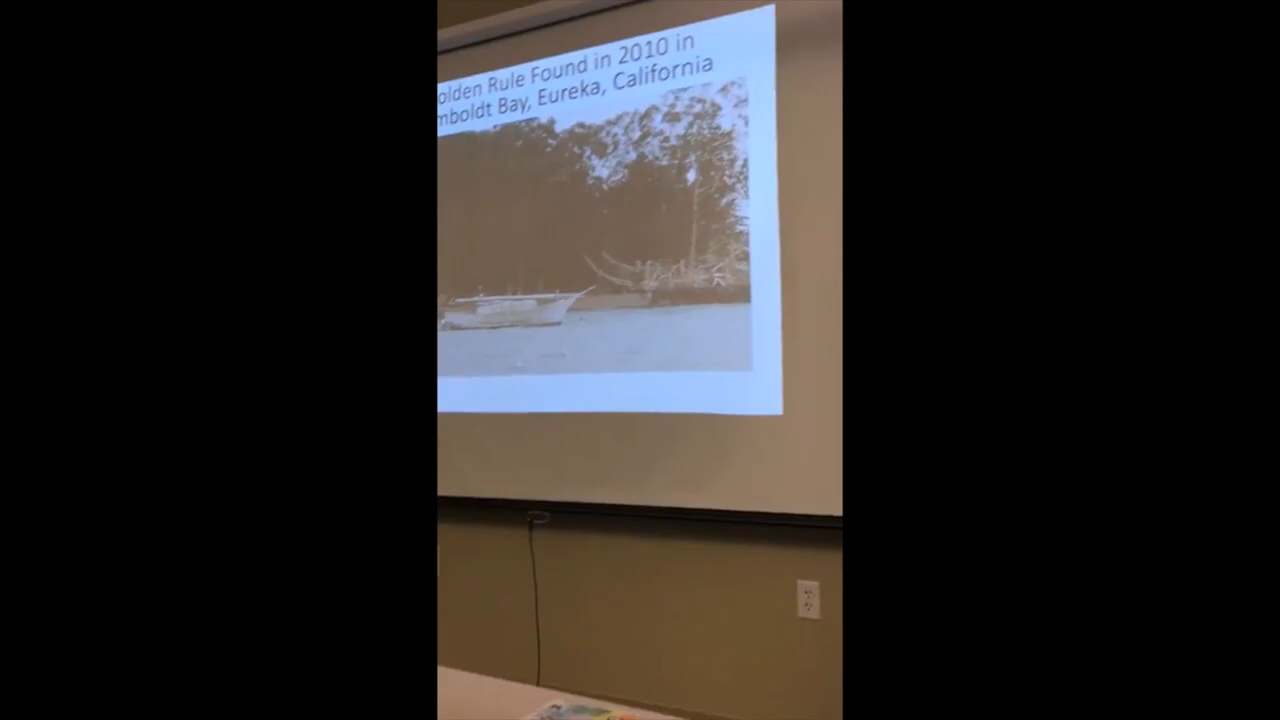 olden Rule Found in 2010 in
mboldt Bay, Eureka, California